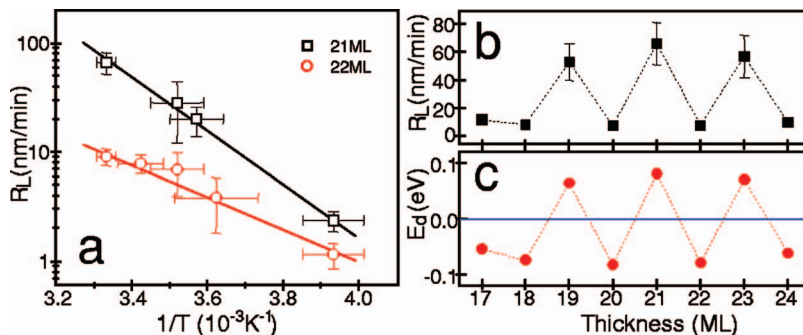 a
R_L(nm/min)
100
10
1
3.2 3.4 3.6 3.8 4.0
1/T (10⁻³K⁻¹)
21ML
22ML
b
R_L(nm/min)
80
60
40
20
0
c
E_d(eV)
0.1
0.0
-0.1
17 18 19 20 21 22 23 24
Thickness (ML)